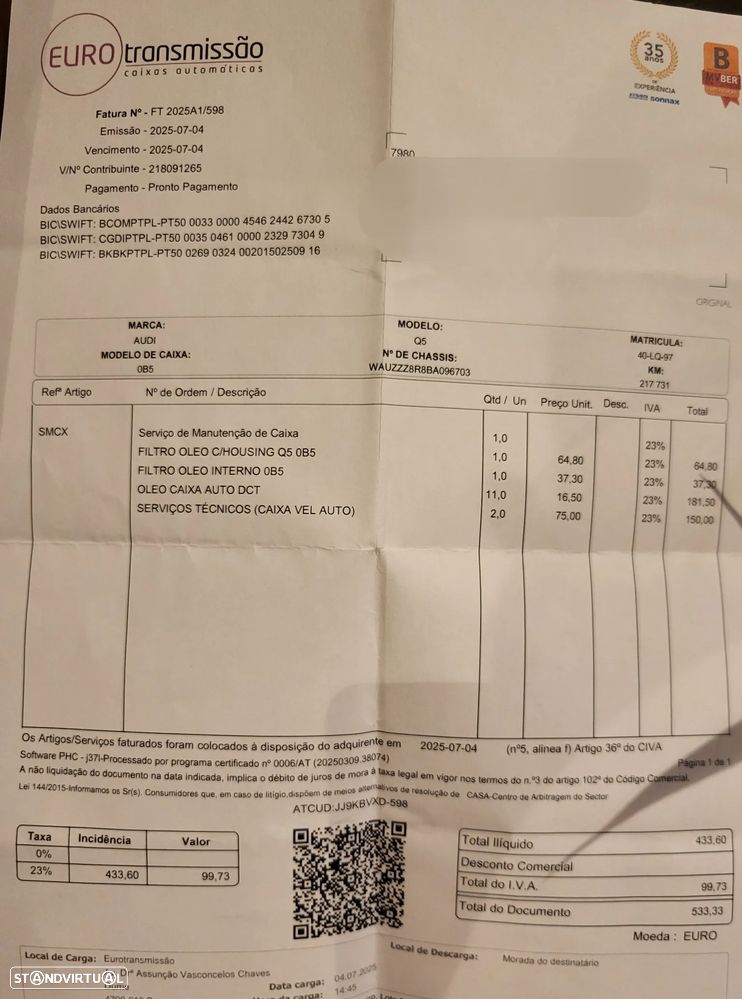 EURO transmissão
caixas automáticas
35
anos
DE
EXPERIÊNCIA
sonnax
B
MYBER
Fatura Nº - FT 2025A1/598
Emissão - 2025-07-04
Vencimento - 2025-07-04
V/Nº Contribuinte - 218091265
Pagamento - Pronto Pagamento
7980
Dados Bancários
BIC\SWIFT: BCOMPTPL-PT50 0033 0000 4546 2442 6730 5
BIC\SWIFT: CGDIPTPL-PT50 0035 0461 0000 2329 7304 9
BIC\SWIFT: BKBKPTPL-PT50 0269 0324 00201502509 16
ORIGINAL
MARCA: MODELO: MATRICULA:
AUDI Q5 40-LQ-97
MODELO DE CAIXA: Nº DE CHASSIS: KM:
0B5 WAUZZZ8R8BA096703 217 731
Refª Artigo Nº de Ordem / Descrição Qtd / Un Preço Unit. Desc. IVA Total
SMCX Serviço de Manutenção de Caixa 1,0 23%
FILTRO OLEO C/HOUSING Q5 0B5 1,0 64,80 23% 64,80
FILTRO OLEO INTERNO 0B5 1,0 37,30 23% 37,30
OLEO CAIXA AUTO DCT 11,0 16,50 23% 181,50
SERVIÇOS TÉCNICOS (CAIXA VEL AUTO) 2,0 75,00 23% 150,00
Os Artigos/Serviços faturados foram colocados à disposição do adquirente em 2025-07-04 (nº5, alinea f) Artigo 36º do CIVA
Software PHC - j37I-Processado por programa certificado nº 0006/AT (20250309.38074) Página 1 de 1
A não liquidação do documento na data indicada, implica o débito de juros de mora à taxa legal em vigor nos termos do n.º3 do artigo 102º do Código Comercial.
Lei 144/2015-Informamos os Sr(s). Consumidores que, em caso de litígio,dispõem de meios alternativos de resolução de CASA-Centro de Arbitragem do Sector
ATCUD:JJ9KBVXD-598
Taxa Incidência Valor
0%
23% 433,60 99,73
Total Ilíquido 433,60
Desconto Comercial
Total do I.V.A. 99,73
Total do Documento 533,33
Moeda : EURO
Local de Carga: Eurotransmissão
Local de Descarga: Morada do destinatário
Drª Assunção Vasconcelos Chaves
Data carga: 04.07.2025
14:45
STANDVIRTUAL